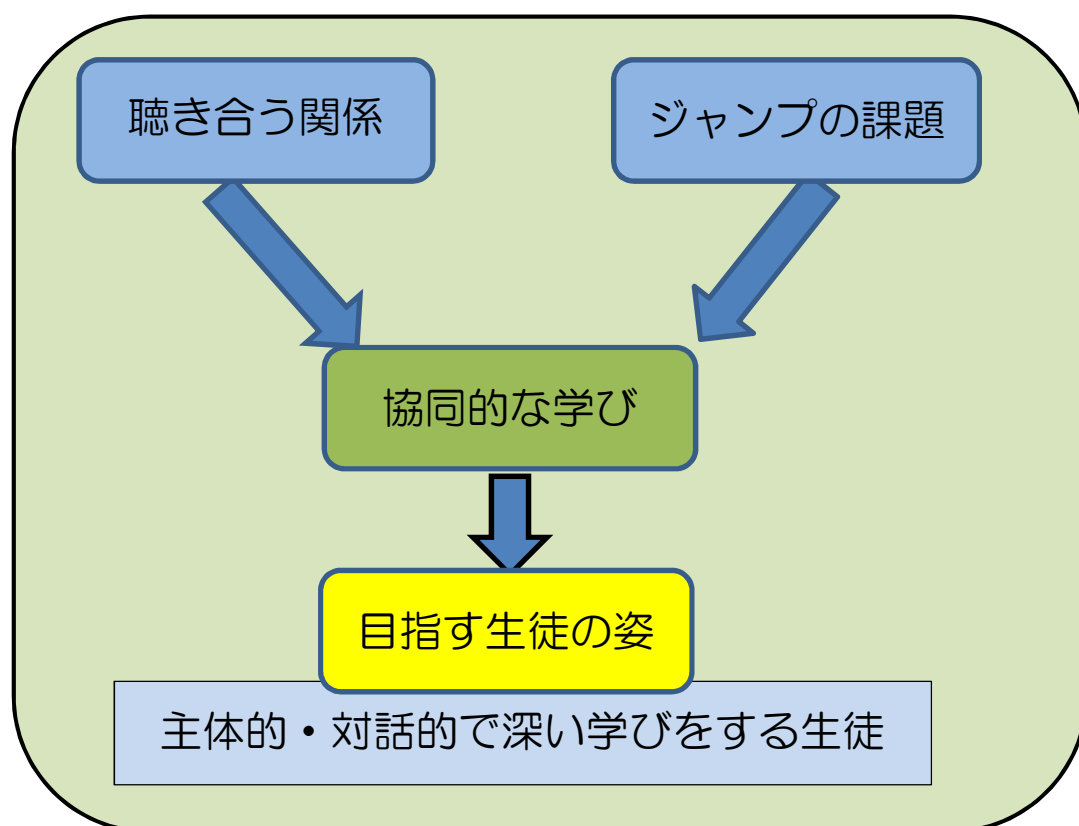 聴き合う関係
ジャンプの課題
協同的な学び
目指す生徒の姿
主体的・対話的で深い学びをする生徒